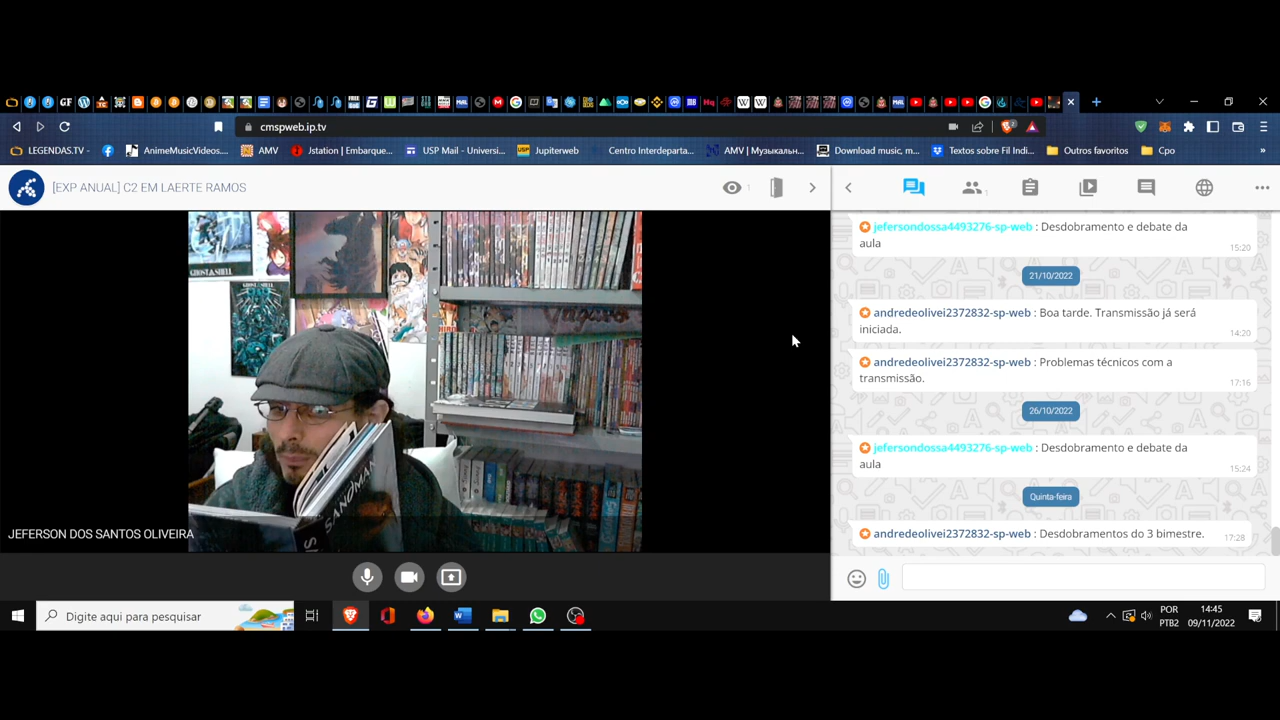 cmspweb.ip.tv
2
LEGENDAS.TV -
AnimeMusicVideos....
AMV
Jstation | Embarque...
USP Mail - Universi...
USP
Jupiterweb
Centro Interdeparta...
AMV | Музыкальн...
Download music, m...
Textos sobre Fil Indi...
Outros favoritos
Cpo
»
[EXP ANUAL] C2 EM LAERTE RAMOS
1
1
jefersondossa4493276-sp-web : Desdobramento e debate da
aula
15:20
21/10/2022
andredeolivei2372832-sp-web : Boa tarde. Transmissão já será
iniciada.
14:20
andredeolivei2372832-sp-web : Problemas técnicos com a
transmissão.
17:16
26/10/2022
jefersondossa4493276-sp-web : Desdobramento e debate da
aula
15:24
Quinta-feira
andredeolivei2372832-sp-web : Desdobramentos do 3 bimestre.
17:28
SANDMAN
JEFERSON DOS SANTOS OLIVEIRA
Digite aqui para pesquisar
POR
PTB2
14:45
09/11/2022